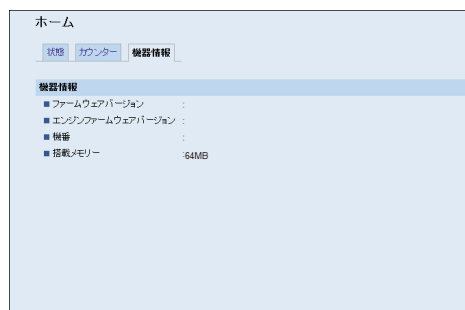 ホーム
状態 カウンター 機器情報
機器情報
■ ファームウェアバージョン :
■ エンジンファームウェアバージョン :
■ 機番 :
■ 搭載メモリー :64MB